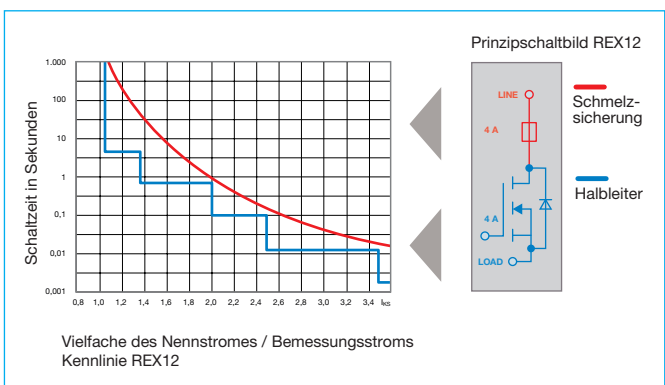 Prinzipschaltbild REX12
Schaltzeit in Sekunden
1.000
100
10
1
0,1
0,01
0,001
0,8 1,0 1,2 1,4 1,6 1,8 2,0 2,2 2,4 2,6 2,8 3,0 3,2 3,4 IKS
LINE
4 A
4 A
LOAD
Schmelz-
sicherung
Halbleiter
Vielfache des Nennstromes / Bemessungsstroms
Kennlinie REX12